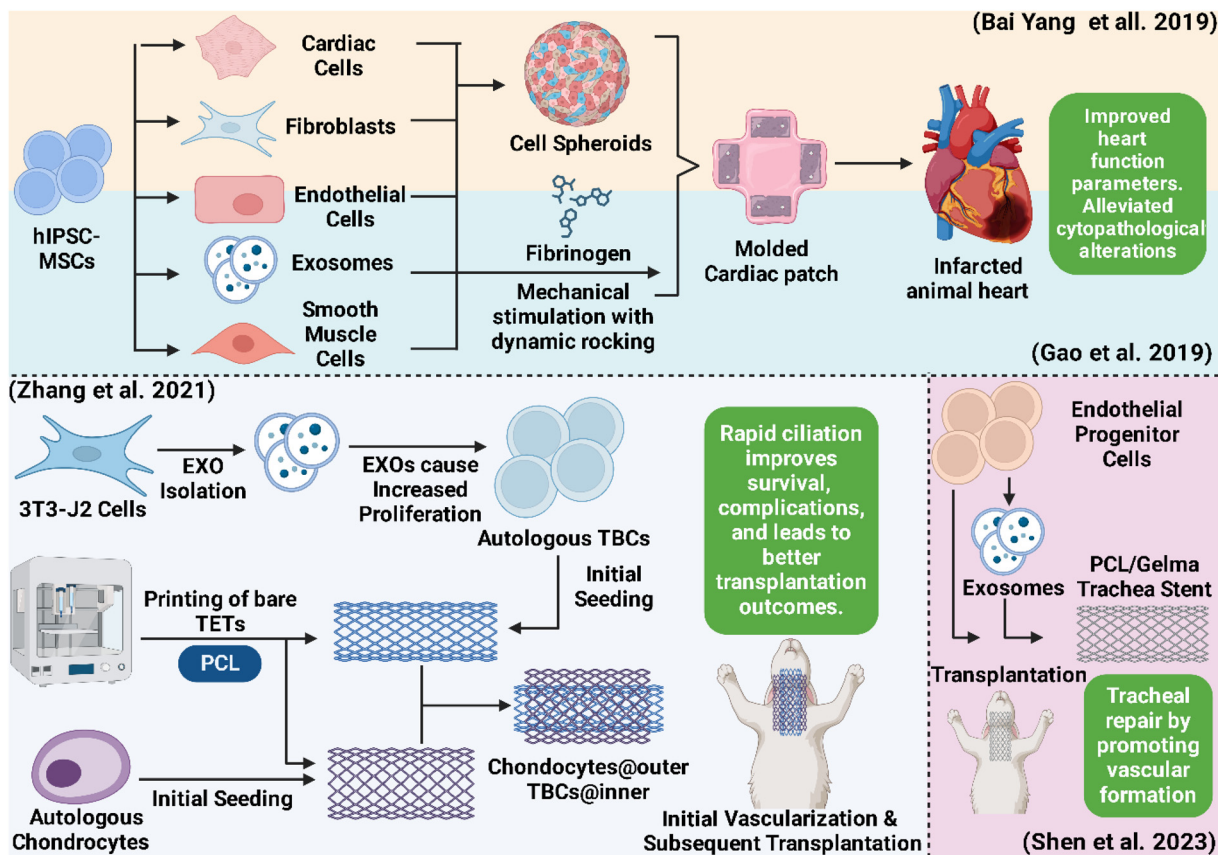 (Bai Yang et all. 2019)
Cardiac
Cells
Fibroblasts
Endothelial
Cells
Exosomes
Smooth
Muscle
Cells
hIPSC-
MSCs
Cell Spheroids
Fibrinogen
Mechanical
stimulation with
dynamic rocking
Molded
Cardiac patch
Infarcted
animal heart
Improved
heart
function
parameters.
Alleviated
cytopathological
alterations
(Gao et al. 2019)
(Zhang et al. 2021)
3T3-J2 Cells
EXO
Isolation
EXOs cause
Increased
Proliferation
Autologous TBCs
Initial
Seeding
Printing of bare
TETs
PCL
Autologous
Chondrocytes
Initial Seeding
Chondocytes@outer
TBCs@inner
Rapid ciliation
improves
survival,
complications,
and leads to
better
transplantation
outcomes.
Initial Vascularization &
Subsequent Transplantation
Endothelial
Progenitor
Cells
Exosomes
PCL/Gelma
Trachea Stent
Transplantation
Tracheal
repair by
promoting
vascular
formation
(Shen et al. 2023)